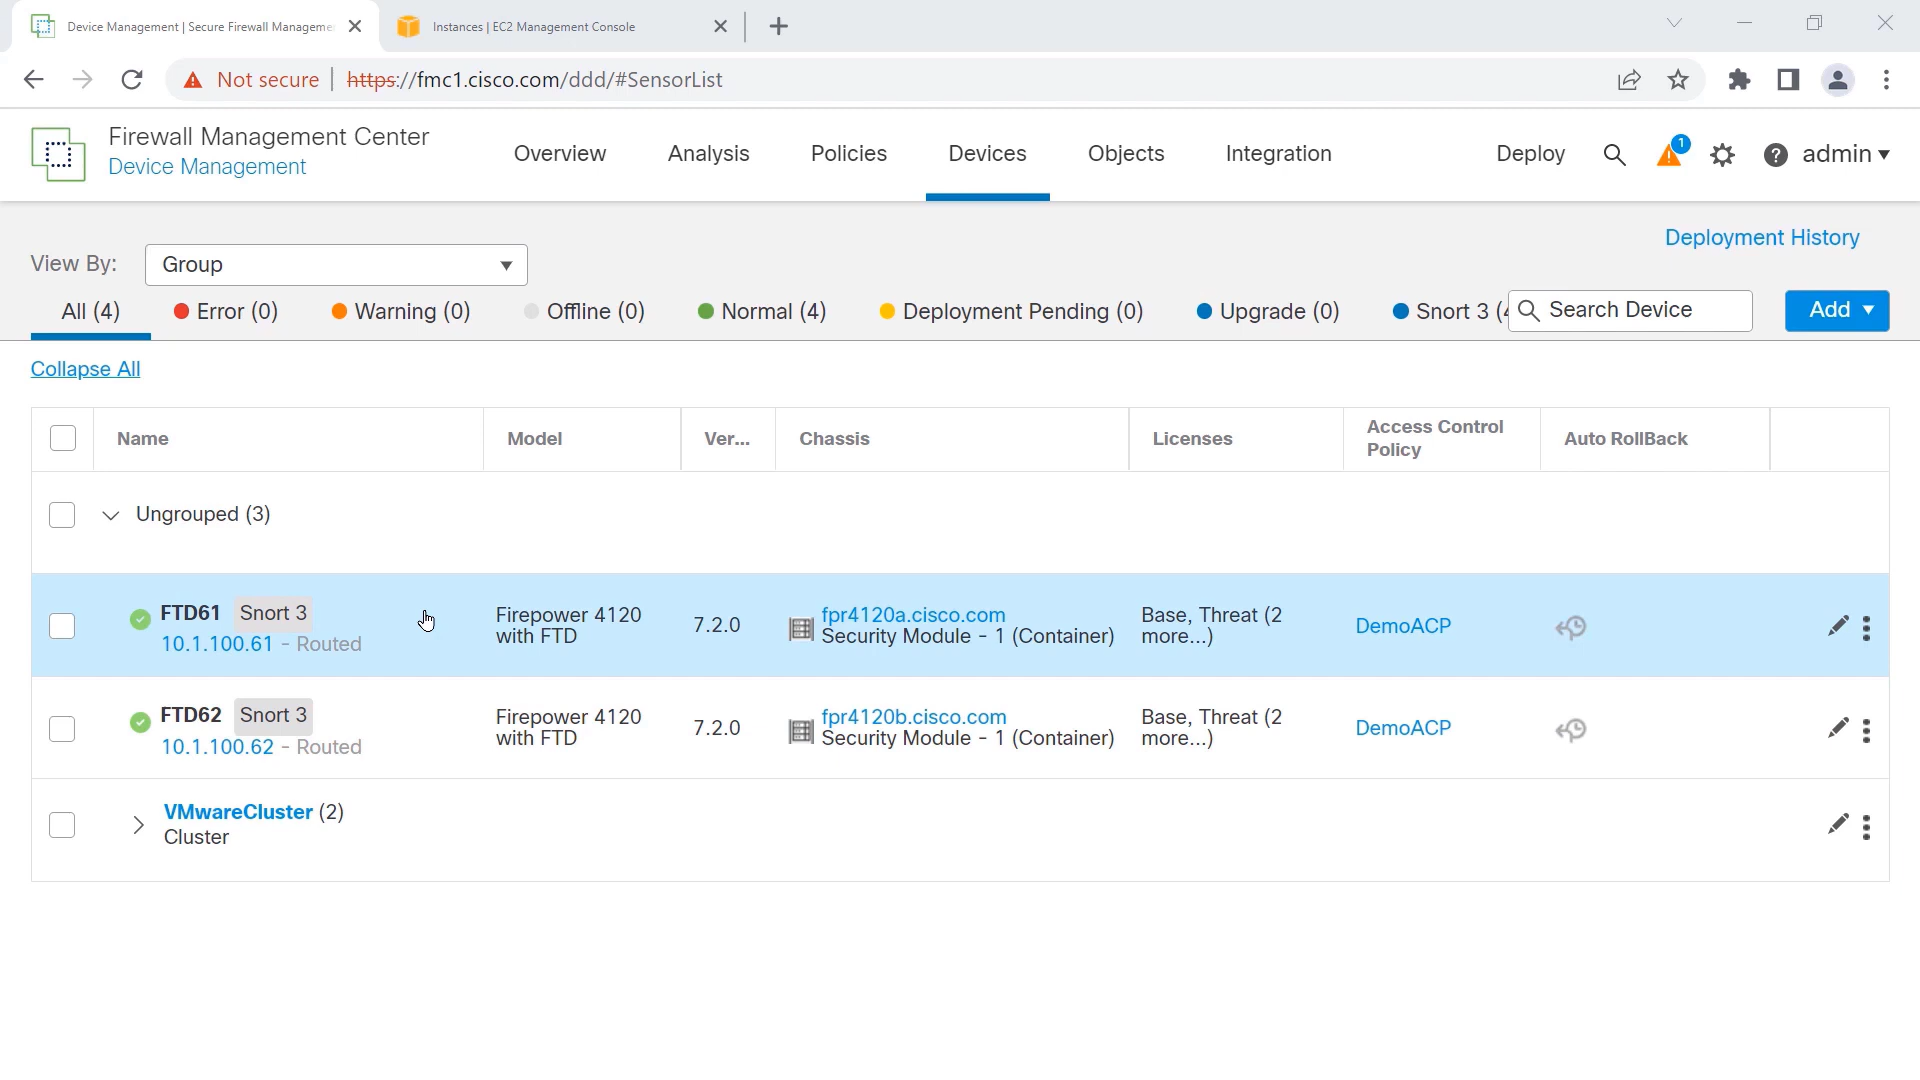 Device Management | Secure Firewall Manageme
Instances | EC2 Management Console
Not secure
https://fmc1.cisco.com/ddd/#SensorList
Firewall Management Center
Device Management
Overview
Analysis
Policies
Devices
Objects
Integration
Deploy
1
admin
Deployment History
View By:
Group
All (4)
Error (0)
Warning (0)
Offline (0)
Normal (4)
Deployment Pending (0)
Upgrade (0)
Snort 3 (4
Search Device
Add
Collapse All
Name
Model
Ver...
Chassis
Licenses
Access Control
Policy
Auto RollBack
Ungrouped (3)
FTD61 Snort 3
10.1.100.61 - Routed
Firepower 4120
with FTD
7.2.0
fpr4120a.cisco.com
Security Module - 1 (Container)
Base, Threat (2
more...)
DemoACP
FTD62 Snort 3
10.1.100.62 - Routed
Firepower 4120
with FTD
7.2.0
fpr4120b.cisco.com
Security Module - 1 (Container)
Base, Threat (2
more...)
DemoACP
VMwareCluster (2)
Cluster